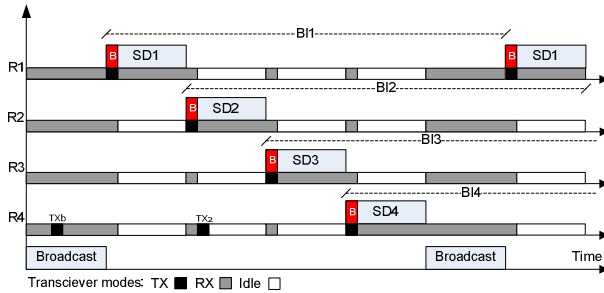 BI1
B SD1 B SD1
R1
BI2
B SD2
R2
BI3
B SD3
R3
BI4
B SD4
TXb TX2
R4
Broadcast Broadcast Time
Transciever modes: TX RX Idle